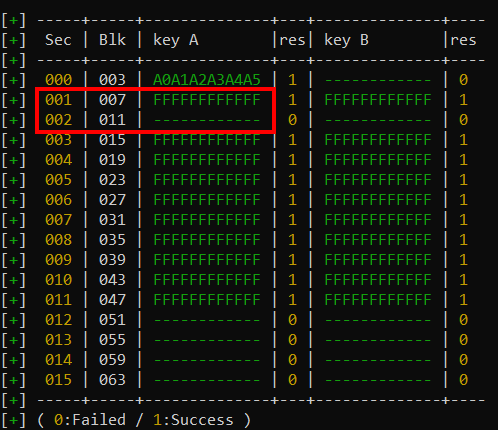 [+] -----+-----+--------------+---+--------------+----
[+]  Sec | Blk | key A        |res| key B        |res
[+] -----+-----+--------------+---+--------------+----
[+]  000 | 003 | A0A1A2A3A4A5 | 1 | ------------ | 0
[+]  001 | 007 | FFFFFFFFFFFF | 1 | FFFFFFFFFFFF | 1
[+]  002 | 011 | ------------ | 0 | ------------ | 0
[+]  003 | 015 | FFFFFFFFFFFF | 1 | FFFFFFFFFFFF | 1
[+]  004 | 019 | FFFFFFFFFFFF | 1 | FFFFFFFFFFFF | 1
[+]  005 | 023 | FFFFFFFFFFFF | 1 | FFFFFFFFFFFF | 1
[+]  006 | 027 | FFFFFFFFFFFF | 1 | FFFFFFFFFFFF | 1
[+]  007 | 031 | FFFFFFFFFFFF | 1 | FFFFFFFFFFFF | 1
[+]  008 | 035 | FFFFFFFFFFFF | 1 | FFFFFFFFFFFF | 1
[+]  009 | 039 | FFFFFFFFFFFF | 1 | FFFFFFFFFFFF | 1
[+]  010 | 043 | FFFFFFFFFFFF | 1 | FFFFFFFFFFFF | 1
[+]  011 | 047 | FFFFFFFFFFFF | 1 | FFFFFFFFFFFF | 1
[+]  012 | 051 | ------------ | 0 | ------------ | 0
[+]  013 | 055 | ------------ | 0 | ------------ | 0
[+]  014 | 059 | ------------ | 0 | ------------ | 0
[+]  015 | 063 | ------------ | 0 | ------------ | 0
[+] -----+-----+--------------+---+--------------+----
[+] ( 0:Failed / 1:Success )